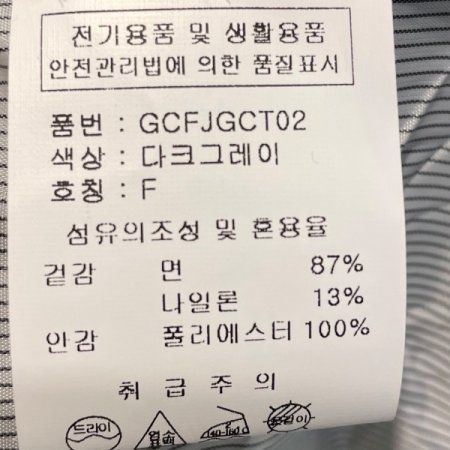 전기용품 및 생활용품
안전관리법에 의한 품질표시
품번 : GCFJGCT02
색상 : 다크그레이
호칭 : F
섬유의조성 및 혼용율
겉감 면 87%
나일론 13%
안감 폴리에스터 100%
취 급 주 의
드라이